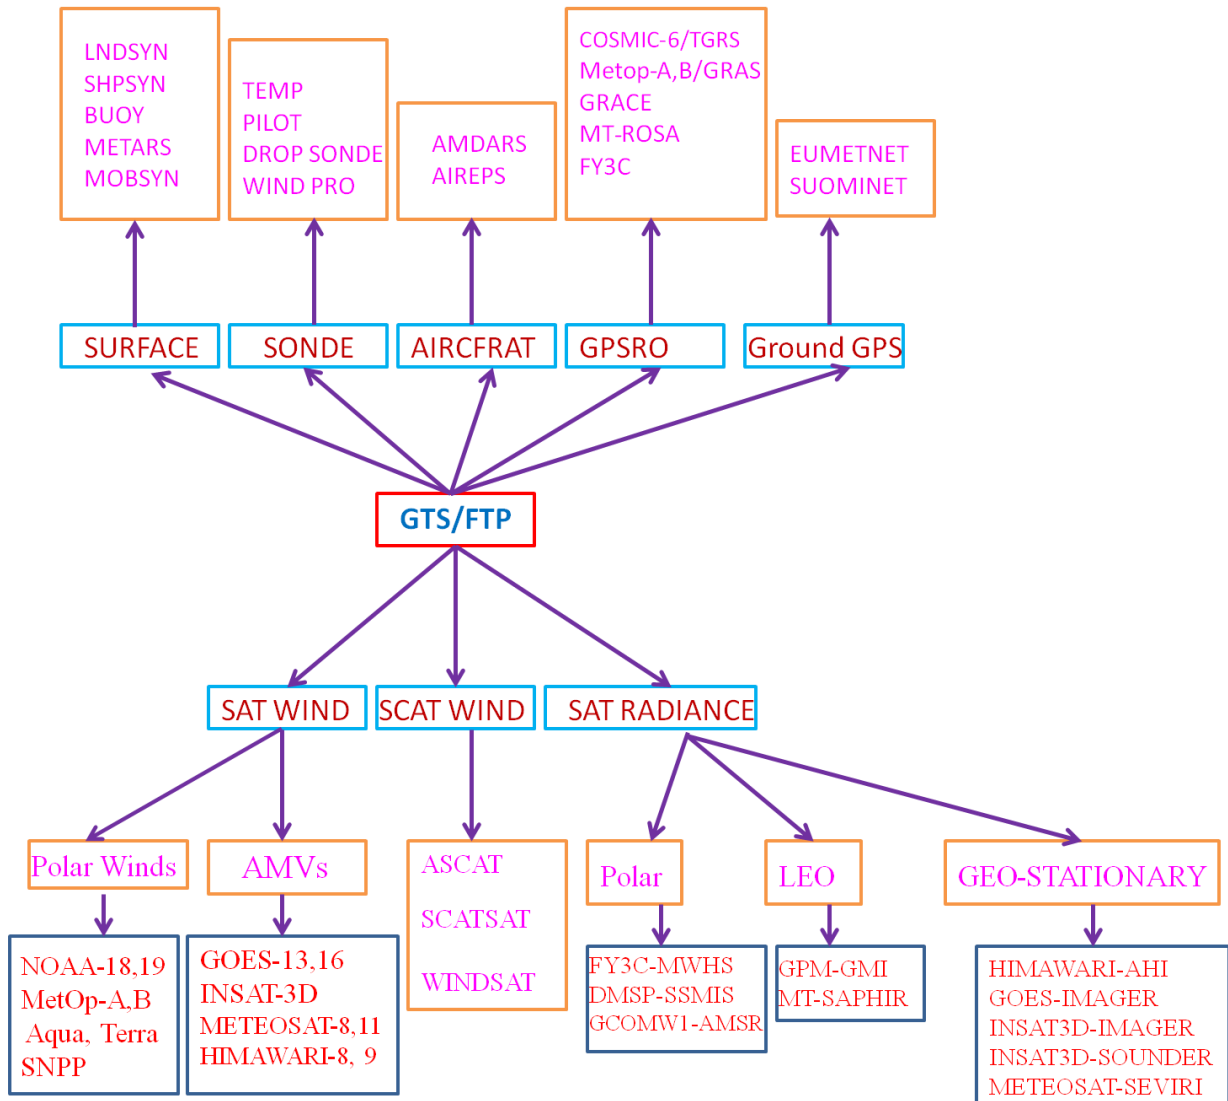 LNDSYN
SHPSYN
BUOY
METARS
MOBSYN
TEMP
PILOT
DROP SONDE
WIND PRO
AMDARS
AIREPS
COSMIC-6/TGRS
Metop-A,B/GRAS
GRACE
MT-ROSA
FY3C
EUMETNET
SUOMINET
SURFACE
SONDE
AIRCFRAT
GPSRO
Ground GPS
GTS/FTP
SAT WIND
SCAT WIND
SAT RADIANCE
Polar Winds
AMVs
ASCAT
SCATSAT
WINDSAT
Polar
LEO
GEO-STATIONARY
NOAA-18,19
MetOp-A,B
Aqua, Terra
SNPP
GOES-13,16
INSAT-3D
METEOSAT-8,11
HIMAWARI-8, 9
FY3C-MWHS
DMSP-SSMIS
GCOMW1-AMSR
GPM-GMI
MT-SAPHIR
HIMAWARI-AHI
GOES-IMAGER
INSAT3D-IMAGER
INSAT3D-SOUNDER
METEOSAT-SEVIRI